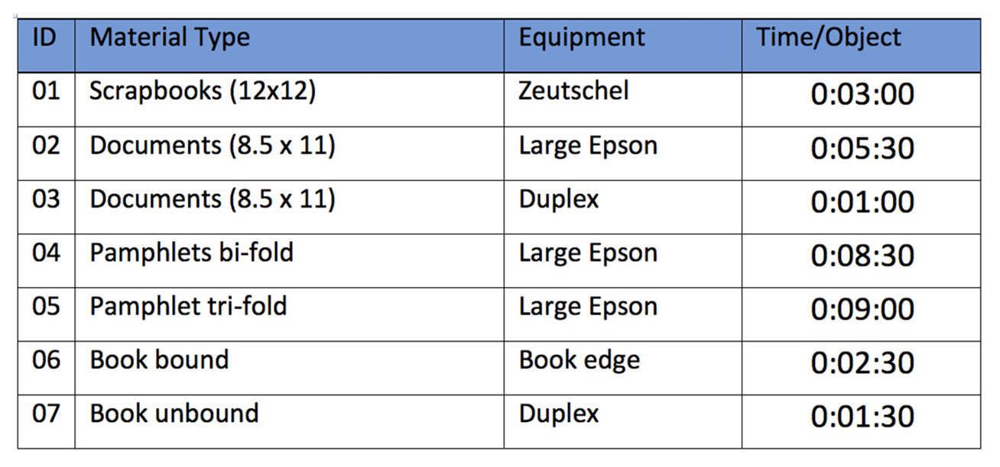 ID Material Type Equipment Time/Object
01 Scrapbooks (12x12) Zeutschel 0:03:00
02 Documents (8.5 x 11) Large Epson 0:05:30
03 Documents (8.5 x 11) Duplex 0:01:00
04 Pamphlets bi-fold Large Epson 0:08:30
05 Pamphlet tri-fold Large Epson 0:09:00
06 Book bound Book edge 0:02:30
07 Book unbound Duplex 0:01:30